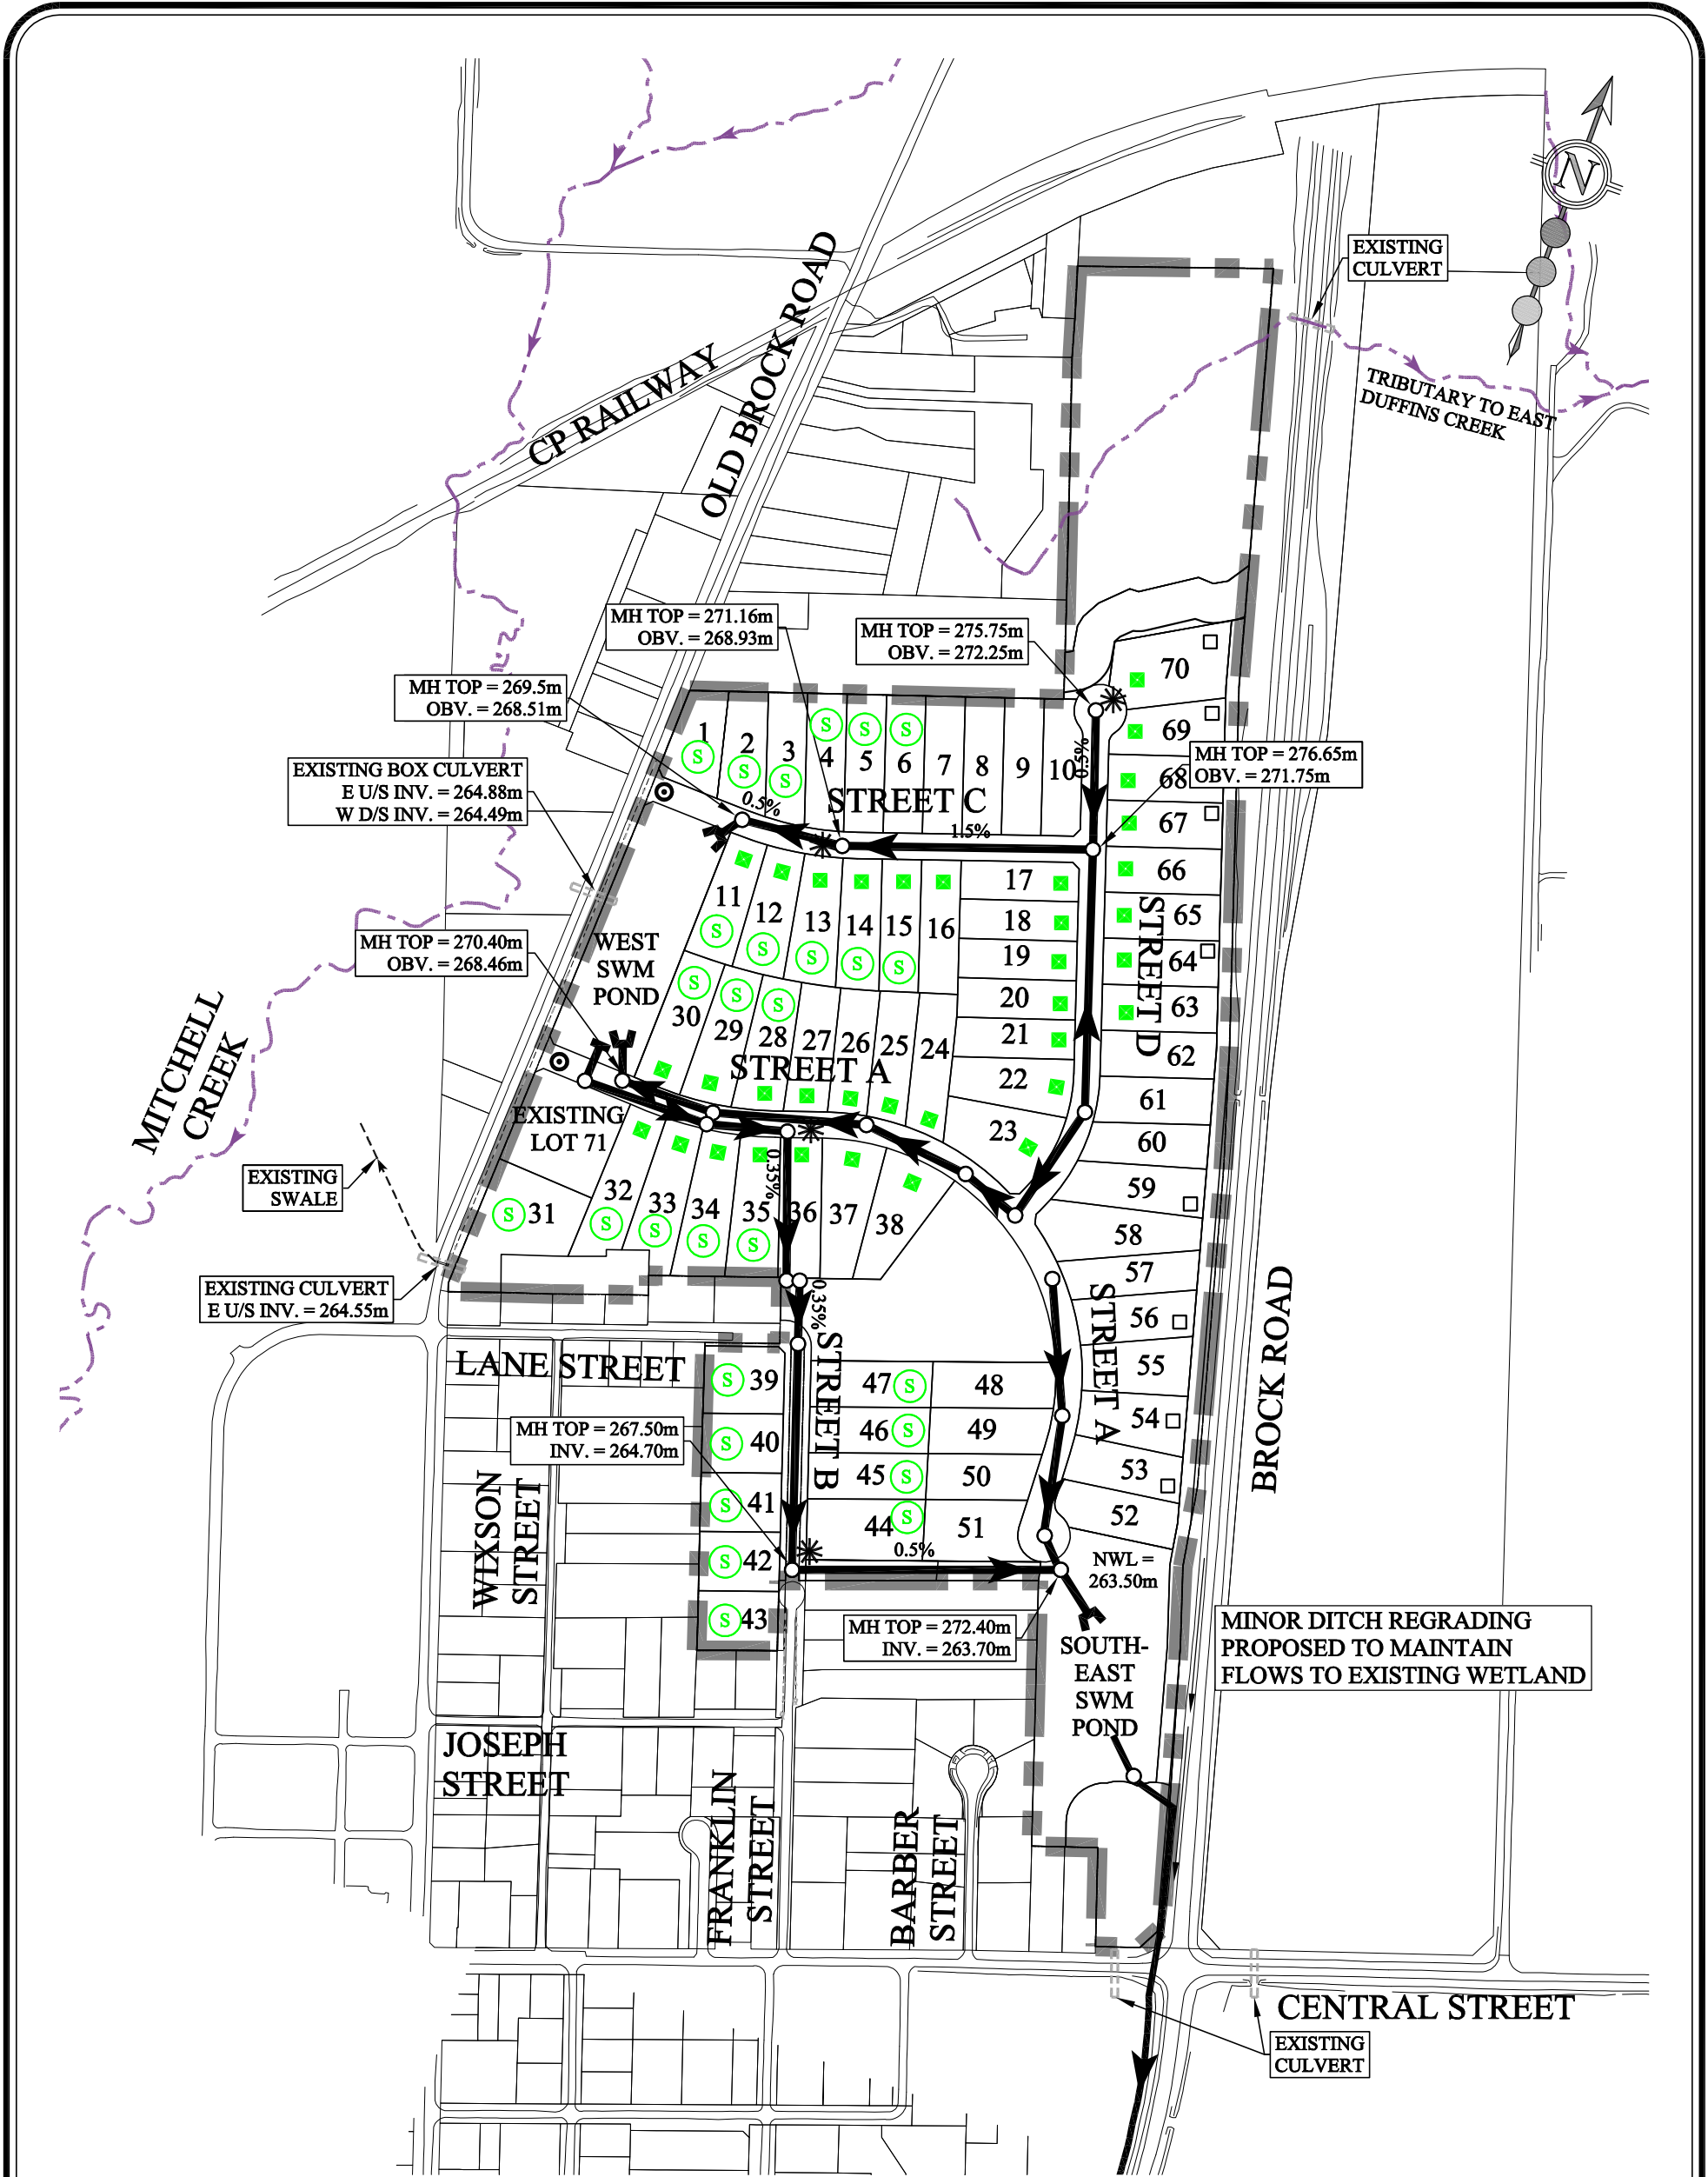 N
EXISTING
CULVERT
TRIBUTARY TO EAST
DUFFINS CREEK
OLD BROCK ROAD
CP RAILWAY
MH TOP = 271.16m
OBV. = 268.93m
MH TOP = 275.75m
OBV. = 272.25m
MH TOP = 269.5m
OBV. = 268.51m
70
69
MH TOP = 276.65m
OBV. = 271.75m
EXISTING BOX CULVERT
E U/S INV. = 264.88m
W D/S INV. = 264.49m
1
S
2
S
3
S
S
4
S
5
S
6
7
8
9
10
0.5%
68
67
0.5%
STREET C
1.5%
66
65
64
63
62
61
60
59
58
57
56
55
54
53
52
STREET D
11
S
12
S
13
S
14
S
15
S
16
17
18
19
20
21
22
23
WEST
SWM
POND
MH TOP = 270.40m
OBV. = 268.46m
S
30
S
29
S
28
27
26
25
24
STREET A
MITCHELL
CREEK
EXISTING
LOT 71
EXISTING
SWALE
S
31
32
S
33
S
34
S
35
S
36
37
38
0.35%
EXISTING CULVERT
E U/S INV. = 264.55m
0.35%
STREET B
STREET A
BROCK ROAD
LANE STREET
S
39
S
40
S
41
S
42
S
43
47
S
48
46
S
49
45
S
50
44
S
51
0.5%
MH TOP = 267.50m
INV. = 264.70m
WIXSON
STREET
NWL =
263.50m
MH TOP = 272.40m
INV. = 263.70m
SOUTH-
EAST
SWM
POND
MINOR DITCH REGRADING
PROPOSED TO MAINTAIN
FLOWS TO EXISTING WETLAND
JOSEPH
STREET
FRANKLIN
STREET
BARBER
STREET
CENTRAL STREET
EXISTING
CULVERT